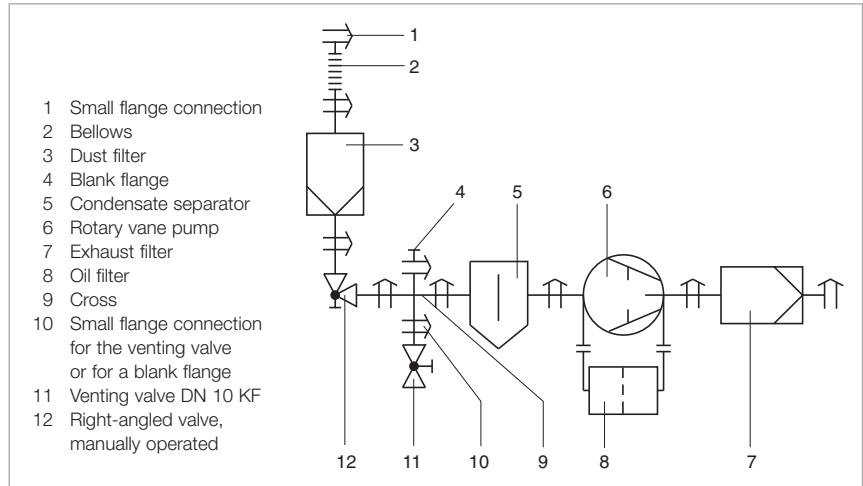 1 Small flange connection
2 Bellows
3 Dust filter
4 Blank flange
5 Condensate separator
6 Rotary vane pump
7 Exhaust filter
8 Oil filter
9 Cross
10 Small flange connection
for the venting valve
or for a blank flange
11 Venting valve DN 10 KF
12 Right-angled valve,
manually operated
1
2
3
4
5
6
12
11
10
9
8
7